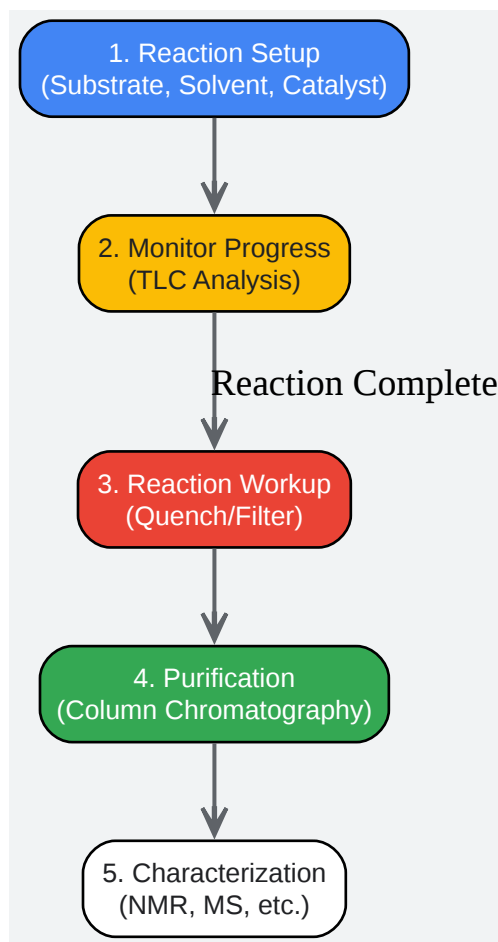 1. Reaction Setup
(Substrate, Solvent, Catalyst)
2. Monitor Progress
(TLC Analysis)
Reaction Complete
3. Reaction Workup
(Quench/Filter)
4. Purification
(Column Chromatography)
5. Characterization
(NMR, MS, etc.)